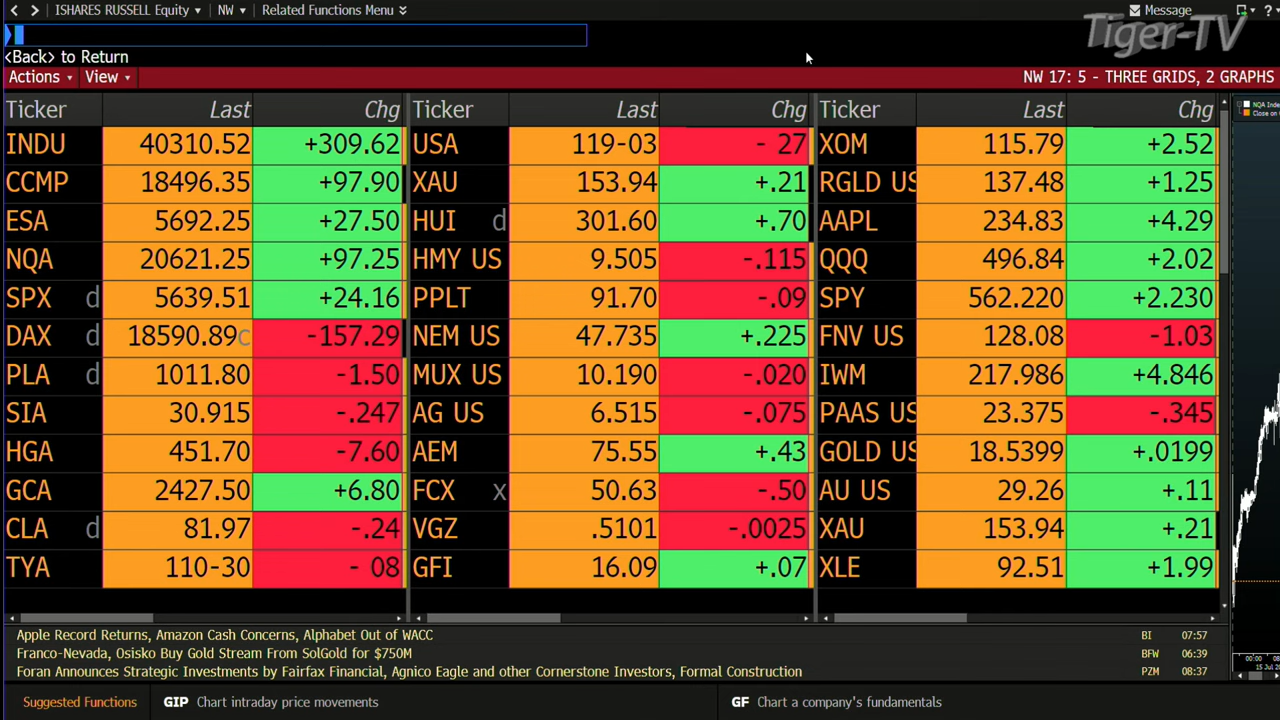 < > ISHARES RUSSELL Equity NW Related Functions Menu Message ?
Tiger-TV
<Back> to Return
Actions View NW 17: 5 - THREE GRIDS, 2 GRAPHS
Ticker Last Chg Ticker Last Chg Ticker Last Chg
INDU 40310.52 +309.62 USA 119-03 - 27 XOM 115.79 +2.52
CCMP 18496.35 +97.90 XAU 153.94 +.21 RGLD US 137.48 +1.25
ESA 5692.25 +27.50 HUI d 301.60 +.70 AAPL 234.83 +4.29
NQA 20621.25 +97.25 HMY US 9.505 -.115 QQQ 496.84 +2.02
SPX d 5639.51 +24.16 PPLT 91.70 -.09 SPY 562.220 +2.230
DAX d 18590.89c -157.29 NEM US 47.735 +.225 FNV US 128.08 -1.03
PLA d 1011.80 -1.50 MUX US 10.190 -.020 IWM 217.986 +4.846
SIA 30.915 -.247 AG US 6.515 -.075 PAAS US 23.375 -.345
HGA 451.70 -7.60 AEM 75.55 +.43 GOLD US 18.5399 +.0199
GCA 2427.50 +6.80 FCX x 50.63 -.50 AU US 29.26 +.11
CLA d 81.97 -.24 VGZ .5101 -.0025 XAU 153.94 +.21
TYA 110-30 - 08 GFI 16.09 +.07 XLE 92.51 +1.99
NQA Inde
Close on
00:00 08
15 Jul 20
Apple Record Returns, Amazon Cash Concerns, Alphabet Out of WACC BI 07:57
Franco-Nevada, Osisko Buy Gold Stream From SolGold for $750M BFW 06:39
Foran Announces Strategic Investments by Fairfax Financial, Agnico Eagle and other Cornerstone Investors, Formal Construction PZM 08:37
Suggested Functions GIP Chart intraday price movements GF Chart a company's fundamentals